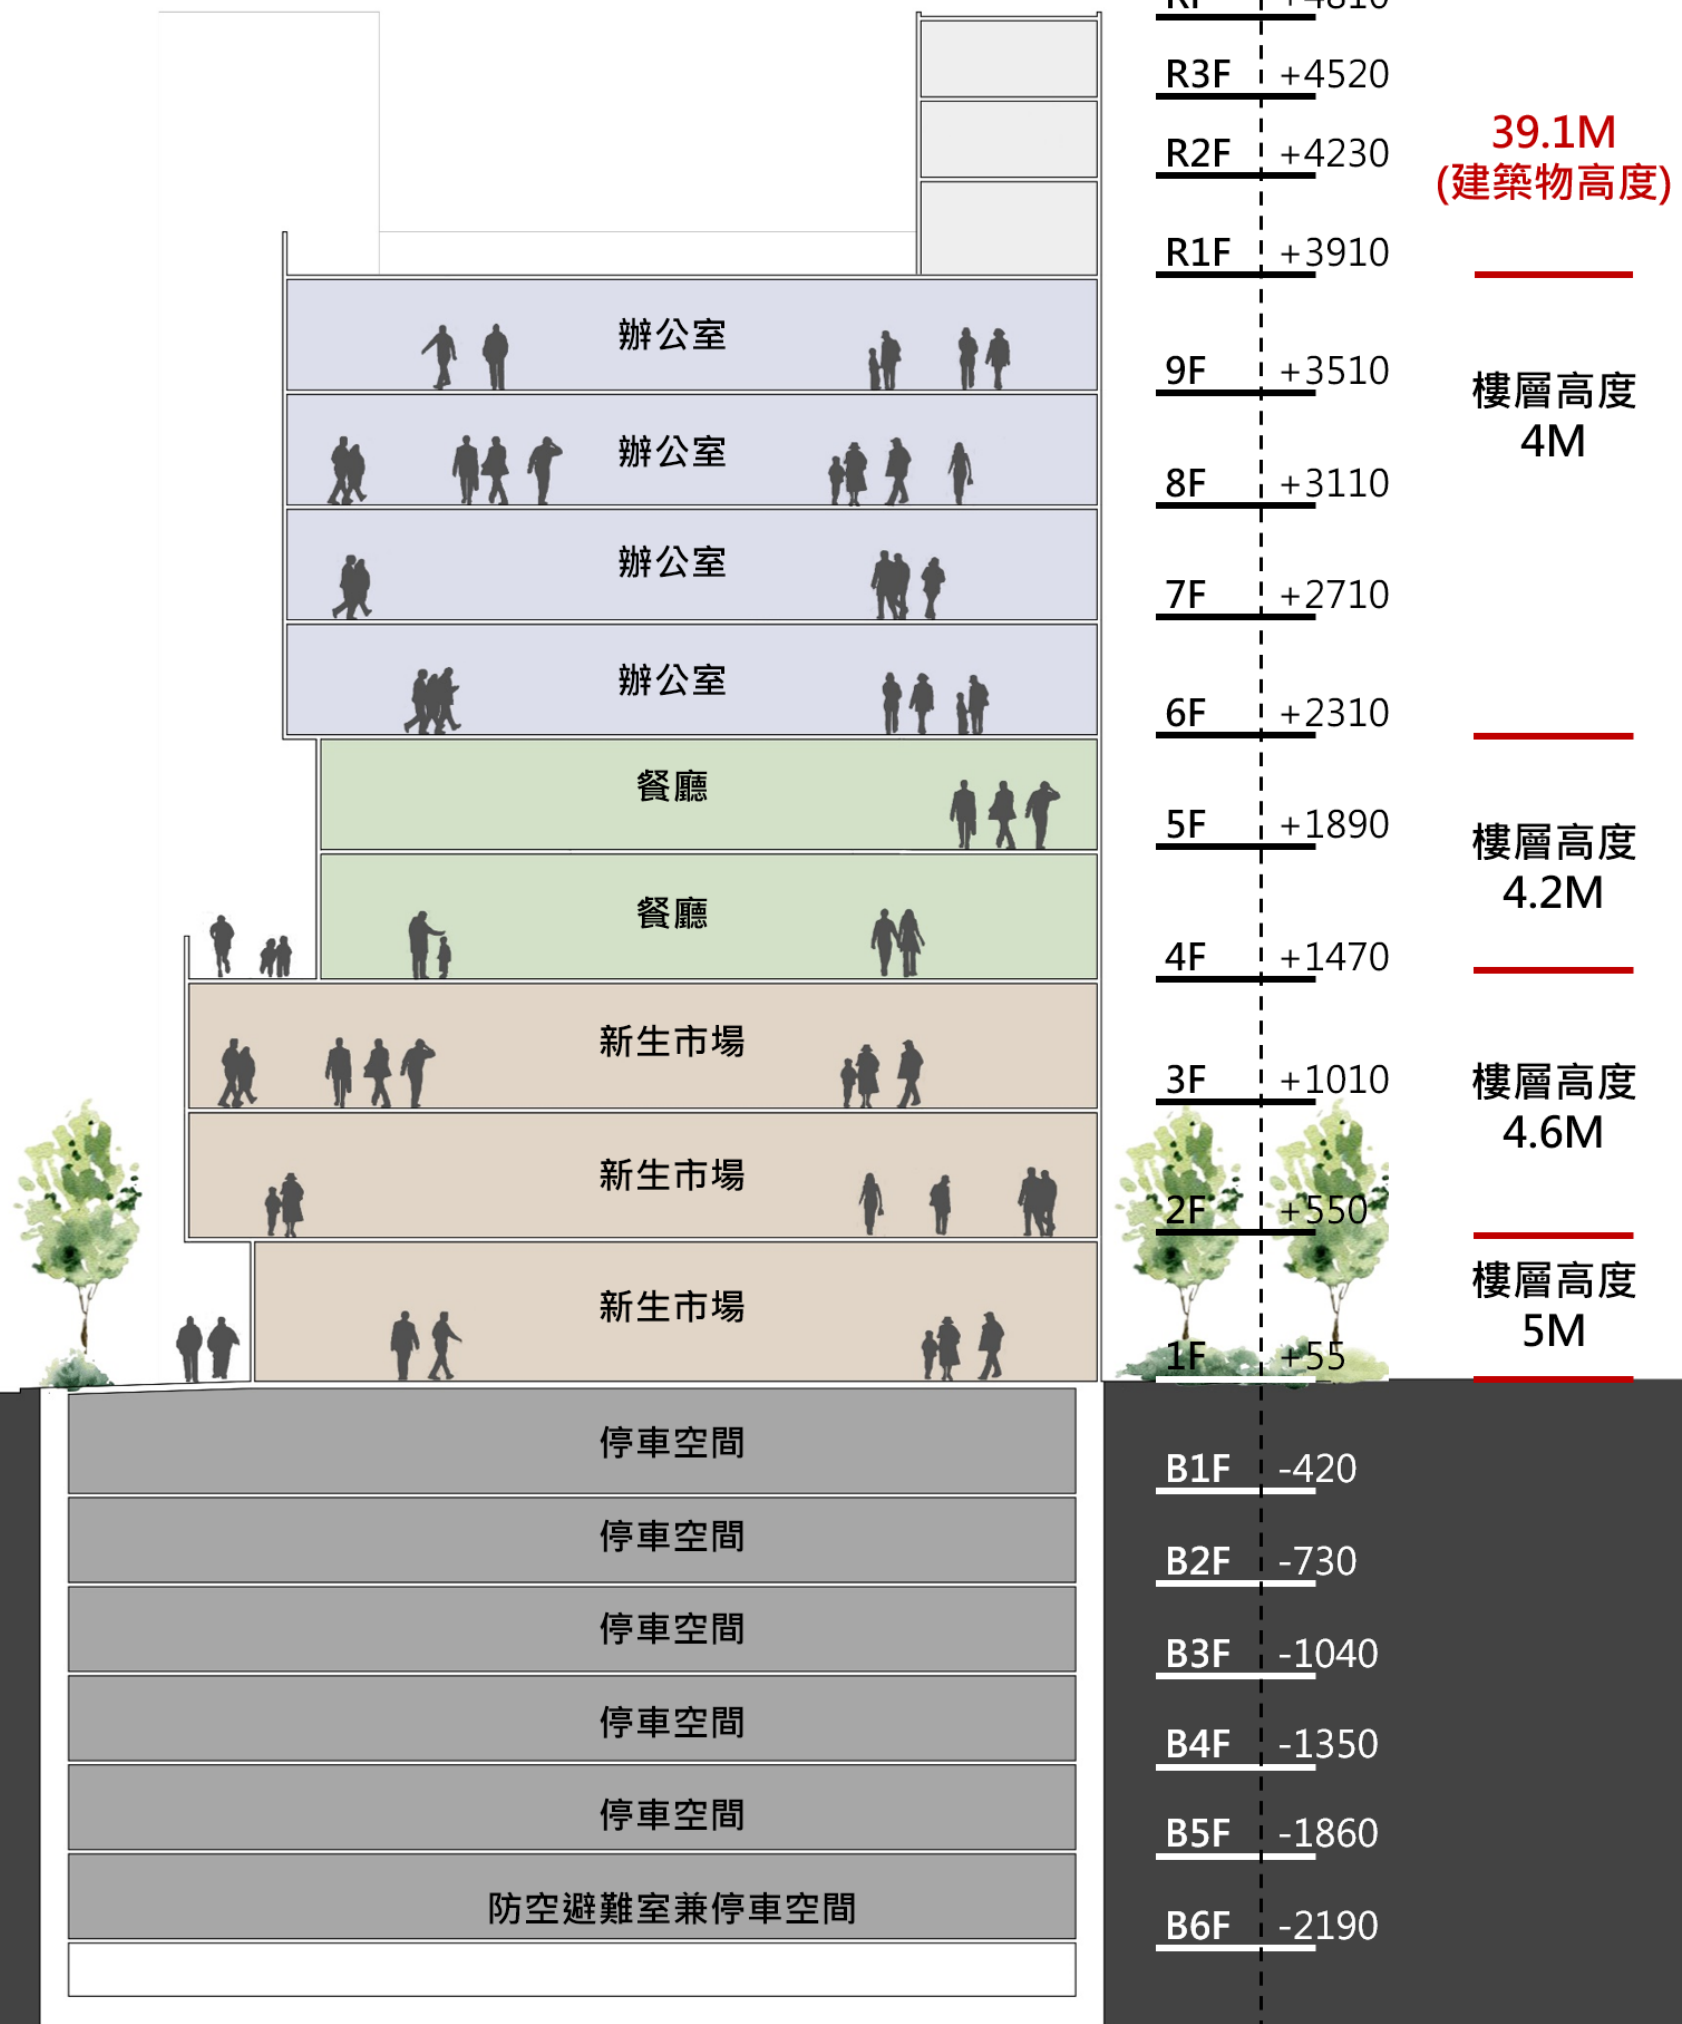 RF +4810
R3F +4520
39.1M
(建築物高度)
R2F +4230
R1F +3910
辦公室
9F +3510
樓層高度
4M
辦公室
8F +3110
辦公室
7F +2710
辦公室
6F +2310
餐廳
5F +1890
樓層高度
4.2M
餐廳
4F +1470
新生市場
3F +1010
樓層高度
4.6M
新生市場
2F +550
樓層高度
5M
新生市場
1F +55
停車空間
B1F -420
停車空間
B2F -730
停車空間
B3F -1040
停車空間
B4F -1350
停車空間
B5F -1860
防空避難室兼停車空間
B6F -2190